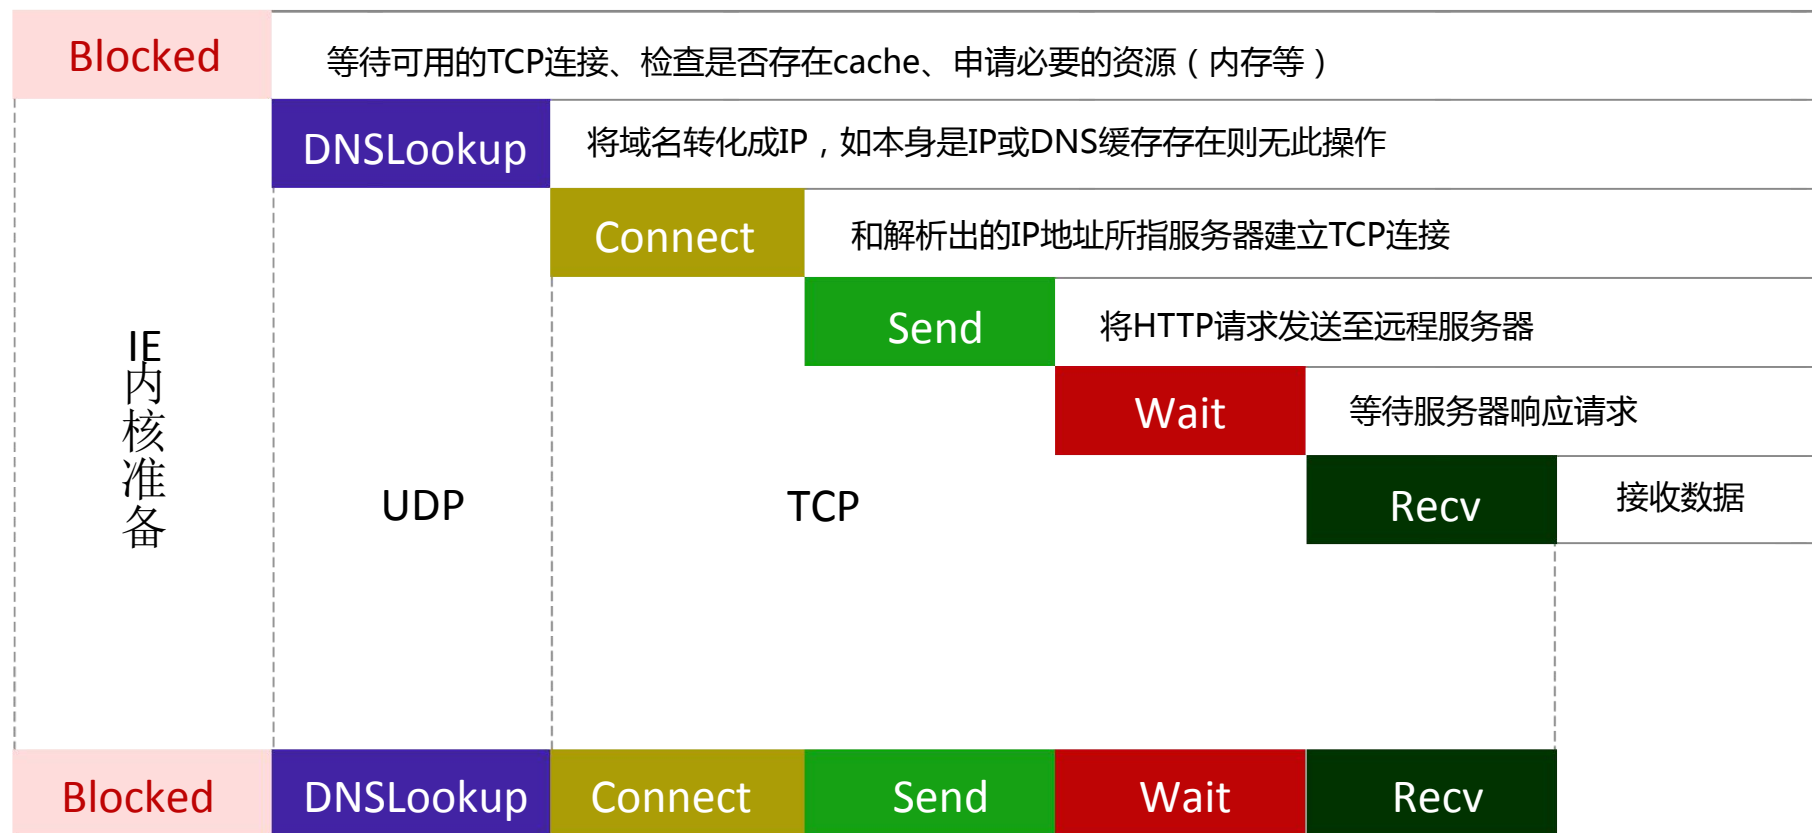 Blocked
等待可用的TCP连接、检查是否存在cache、申请必要的资源（内存等）
DNSLookup
将域名转化成IP，如本身是IP或DNS缓存存在则无此操作
Connect
和解析出的IP地址所指服务器建立TCP连接
Send
将HTTP请求发送至远程服务器
Wait
等待服务器响应请求
Recv
接收数据
IE内核准备
UDP
TCP
Blocked
DNSLookup
Connect
Send
Wait
Recv